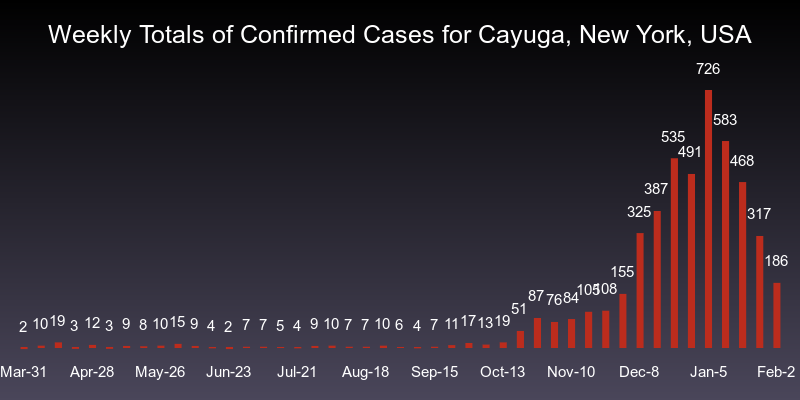 Weekly Totals of Confirmed Cases for Cayuga, New York, USA
2 10 19 3 12 3 9 8 10 15 9 4 2 7 7 5 4 9 10 7 7 10 6 4 7 11 17 13 19 51 87 76 84 105 108 155 325 387 535 491 726 583 468 317 186
Mar-31 Apr-28 May-26 Jun-23 Jul-21 Aug-18 Sep-15 Oct-13 Nov-10 Dec-8 Jan-5 Feb-2